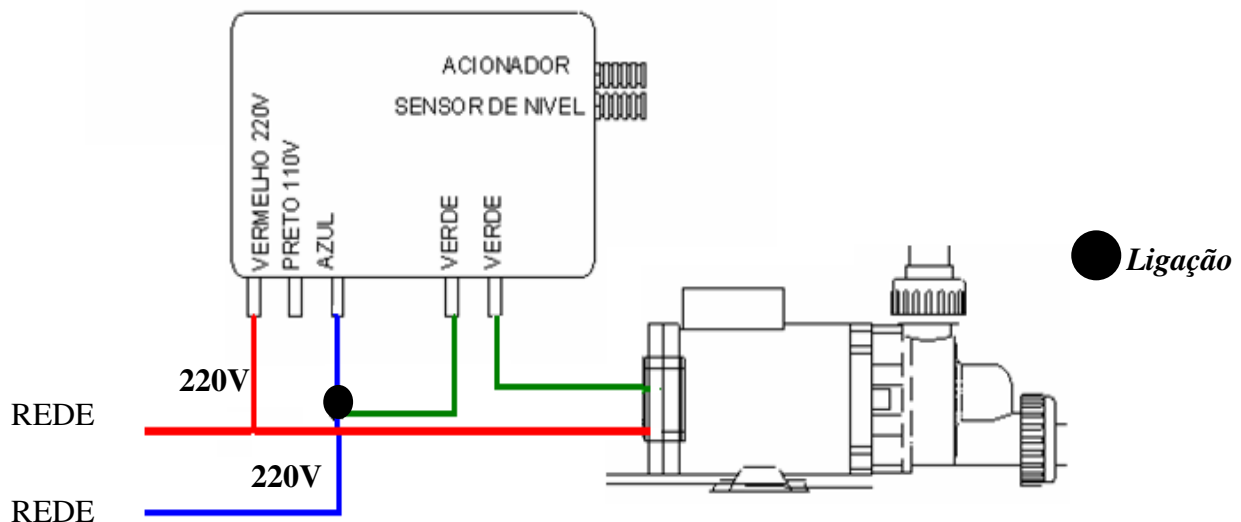 ACIONADOR
SENSOR DE NIVEL
VERMELHO 220V
PRETO 110V
AZUL
VERDE
VERDE
Ligação
220V
REDE
220V
REDE